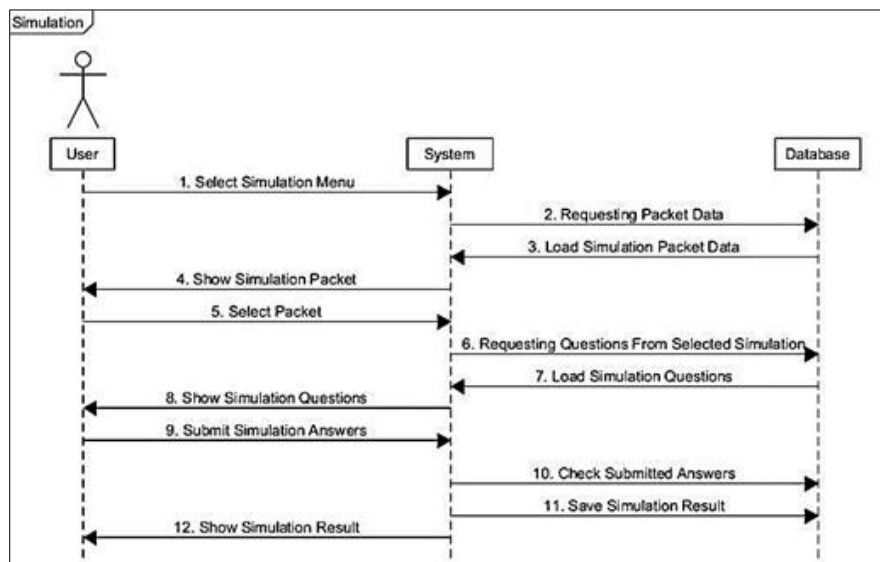 Simulation
User
System
Database
1. Select Simulation Menu
2. Requesting Packet Data
3. Load Simulation Packet Data
4. Show Simulation Packet
5. Select Packet
6. Requesting Questions From Selected Simulation
7. Load Simulation Questions
8. Show Simulation Questions
9. Submit Simulation Answers
10. Check Submitted Answers
11. Save Simulation Result
12. Show Simulation Result